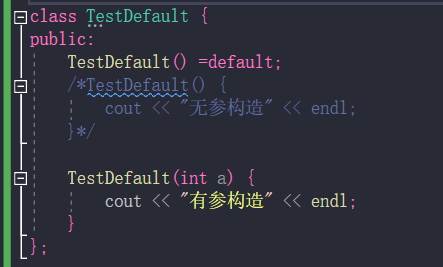 class TestDefault {
public:
    TestDefault() =default;
    /*TestDefault() {
        cout << "无参构造" << endl;
    }*/

    TestDefault(int a) {
        cout << "有参构造" << endl;
    }
};